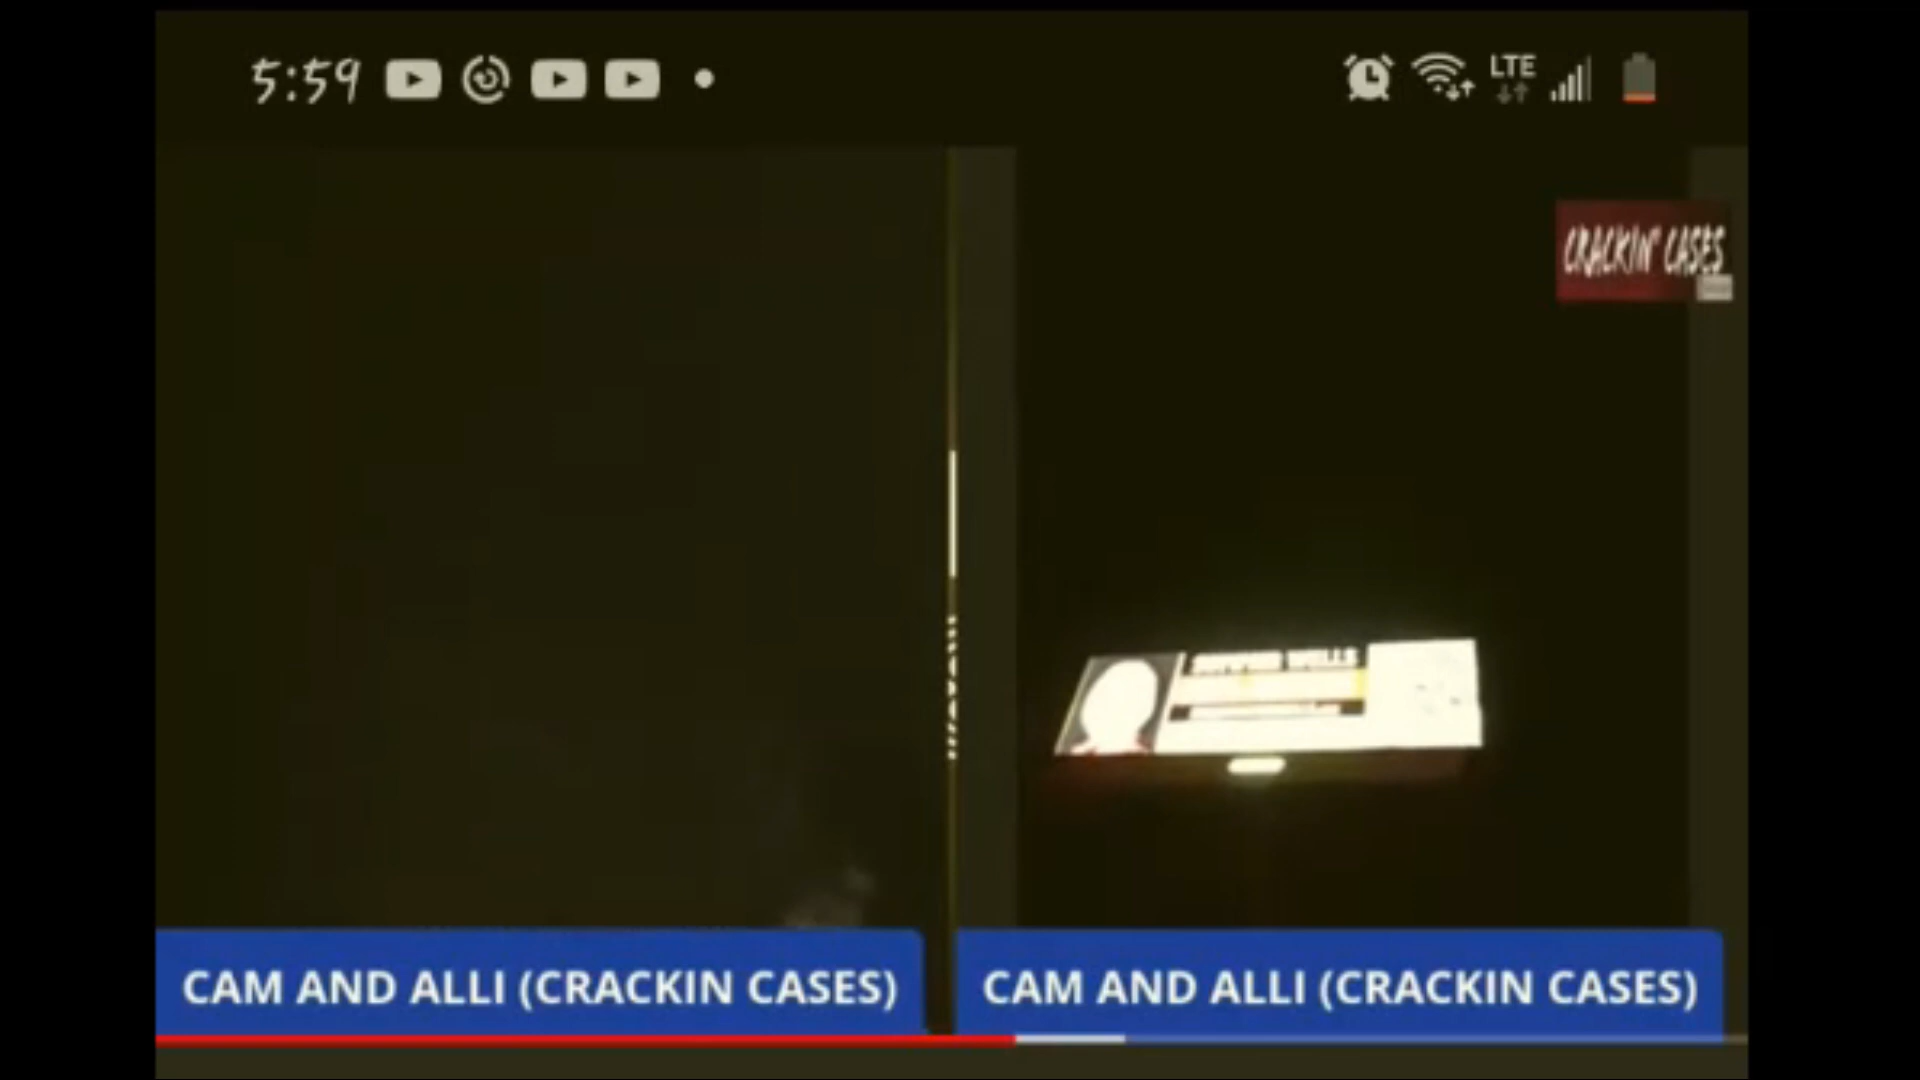 5:59
LTE
CRACKIN' CASES
CAM AND ALLI (CRACKIN CASES)
CAM AND ALLI (CRACKIN CASES)